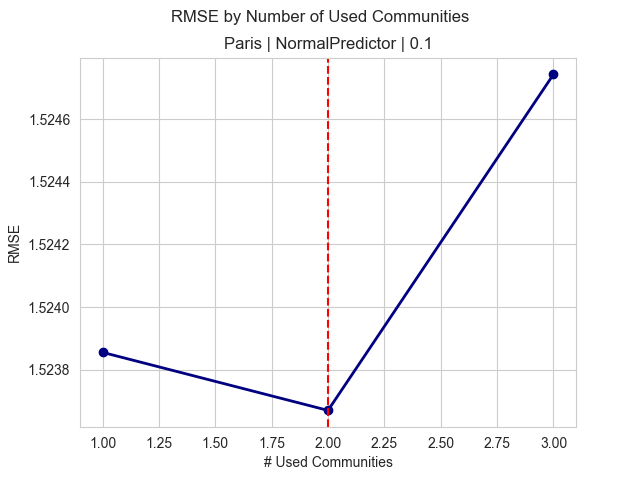 RMSE by Number of Used Communities
Paris | NormalPredictor | 0.1
1.5246
1.5244
1.5242
1.5240
1.5238
RMSE
1.00 1.25 1.50 1.75 2.00 2.25 2.50 2.75 3.00
# Used Communities